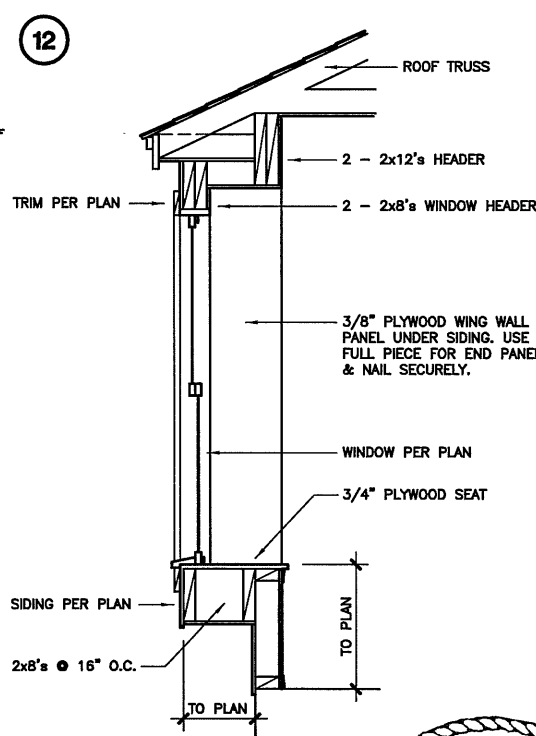 12
ROOF TRUSS
2 - 2x12's HEADER
TRIM PER PLAN
2 - 2x8's WINDOW HEADER
3/8" PLYWOOD WING WALL
PANEL UNDER SIDING. USE
FULL PIECE FOR END PANEL
& NAIL SECURELY.
WINDOW PER PLAN
3/4" PLYWOOD SEAT
SIDING PER PLAN
TO PLAN
2x8's @ 16" O.C.
TO PLAN